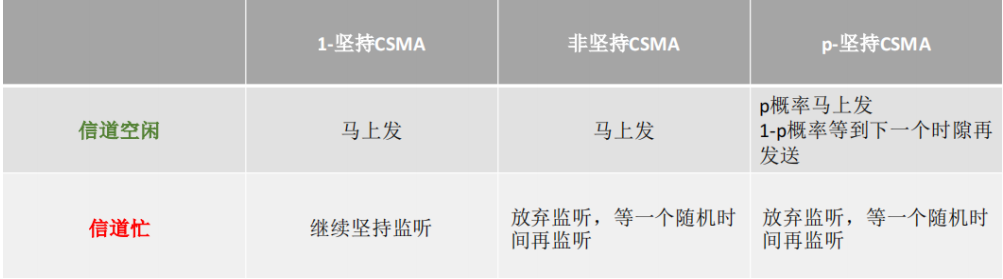 1-坚持CSMA 非坚持CSMA p-坚持CSMA
信道空闲 马上发 马上发 p概率马上发
1-p概率等到下一个时隙再
发送
信道忙 继续坚持监听 放弃监听，等一个随机时 放弃监听，等一个随机时
间再监听 间再监听